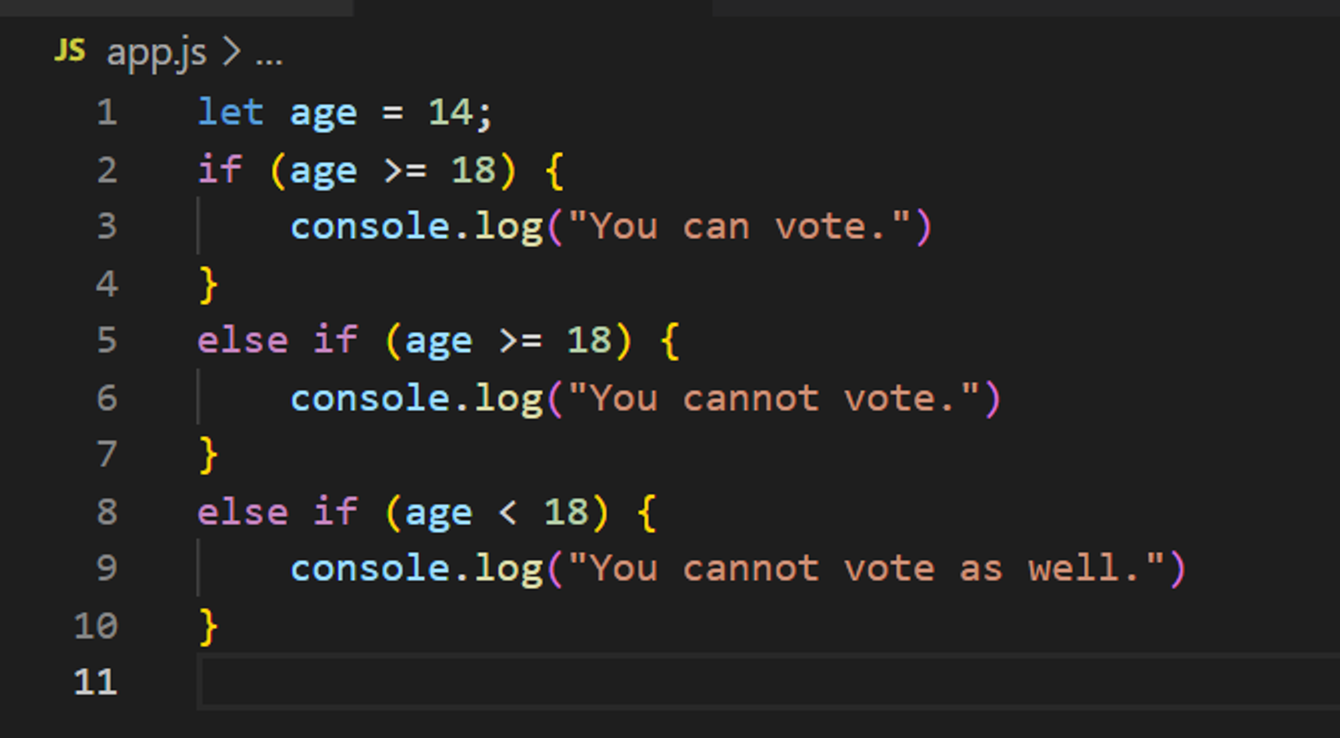 JS app.js > ...
1 let age = 14;
2 if (age >= 18) {
3     console.log("You can vote.")
4 }
5 else if (age >= 18) {
6     console.log("You cannot vote.")
7 }
8 else if (age < 18) {
9     console.log("You cannot vote as well.")
10 }
11